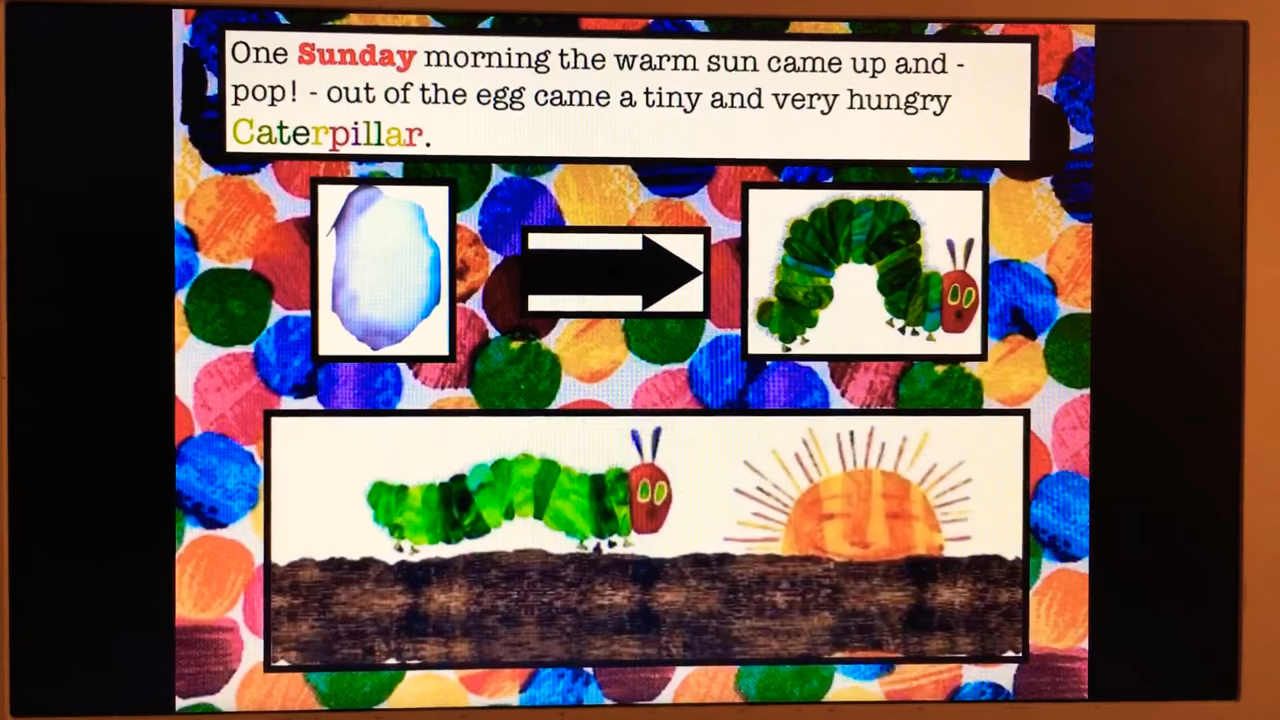 One Sunday morning the warm sun came up and -
pop! - out of the egg came a tiny and very hungry
Caterpillar.